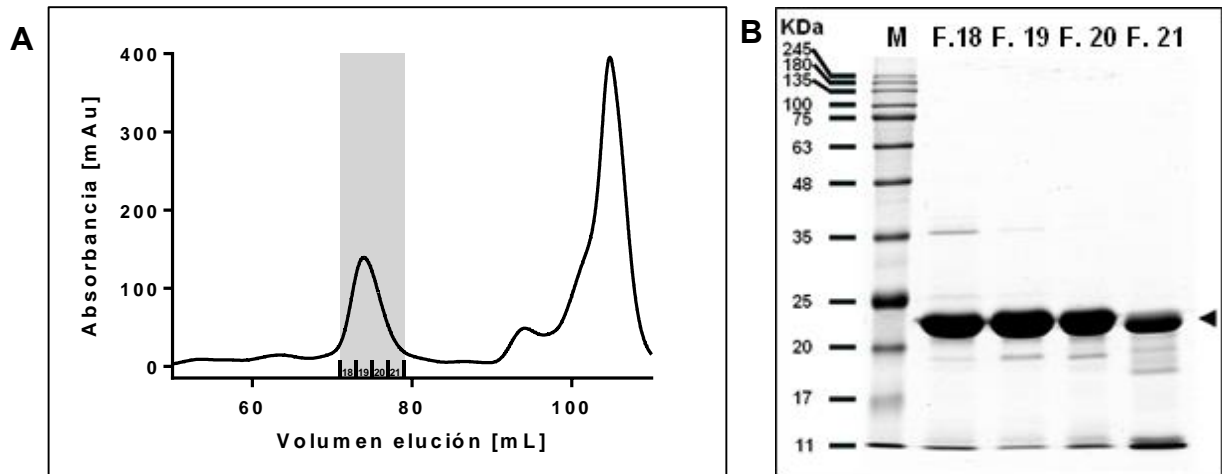 A
Absorbancia [mAu]
400
300
200
100
0
18 19 20 21
60 80 100
Volumen elución [mL]
B
KDa M F.18 F. 19 F. 20 F. 21
245
180
135
100
75
63
48
35
25
20
17
11